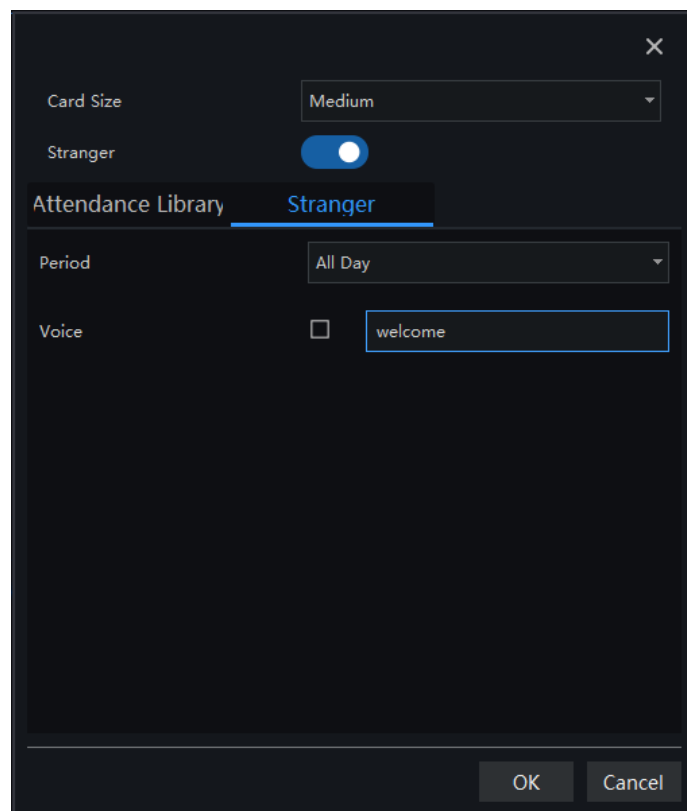 Card Size Medium
Stranger
Attendance Library Stranger
Period All Day
Voice welcome
OK Cancel